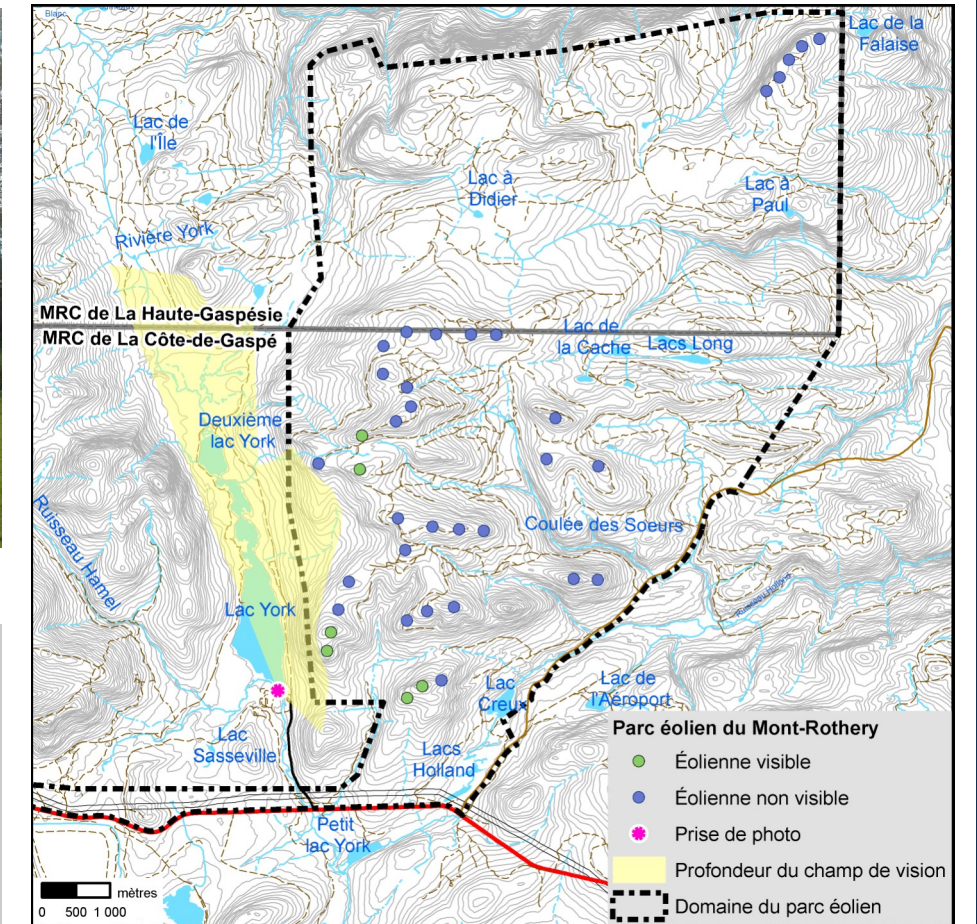 Blanc
Lac de la
Falaise
Lac de
l'Île
Lac à
Didier
Lac à
Paul
Rivière York
MRC de La Haute-Gaspésie
MRC de La Côte-de-Gaspé
Lac de
la Cache
Lacs Long
Deuxième
lac York
Ruisseau Hamel
Coulée des Soeurs
Ruisseau Holland
Lac York
Lac
Creux
Lac de
l'Aéroport
Lac
Sasseville
Lacs
Holland
Petit
lac York
Parc éolien du Mont-Rothery
Éolienne visible
Éolienne non visible
Prise de photo
Profondeur du champ de vision
Domaine du parc éolien
mètres
0 500 1 000